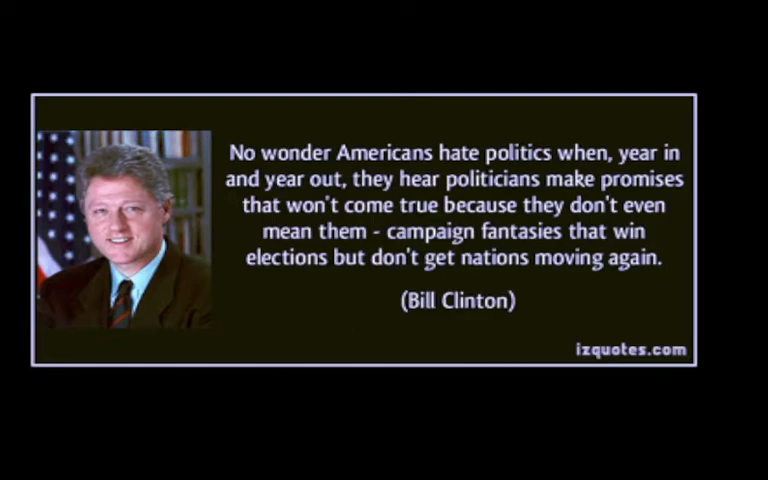 No wonder Americans hate politics when, year in
and year out, they hear politicians make promises
that won't come true because they don't even
mean them - campaign fantasies that win
elections but don't get nations moving again.
(Bill Clinton)
izquotes.com